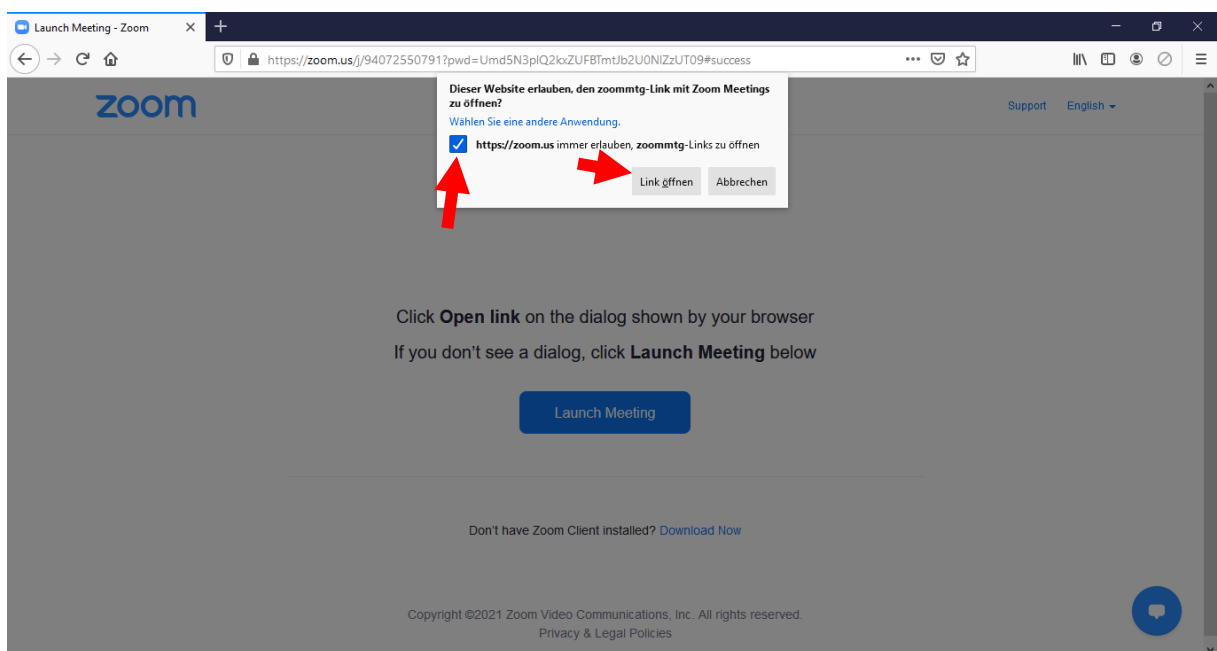 Launch Meeting - Zoom
https://zoom.us/j/94072550791?pwd=Umd5N3plQ2kxZUFBTmtJb2U0NlZzUT09#success
zoom
Support English
Dieser Website erlauben, den zoommtg-Link mit Zoom Meetings
zu öffnen?
Wählen Sie eine andere Anwendung.
https://zoom.us immer erlauben, zoommtg-Links zu öffnen
Link öffnen Abbrechen
Click Open link on the dialog shown by your browser
If you don't see a dialog, click Launch Meeting below
Launch Meeting
Don't have Zoom Client installed? Download Now
Copyright ©2021 Zoom Video Communications, Inc. All rights reserved.
Privacy & Legal Policies